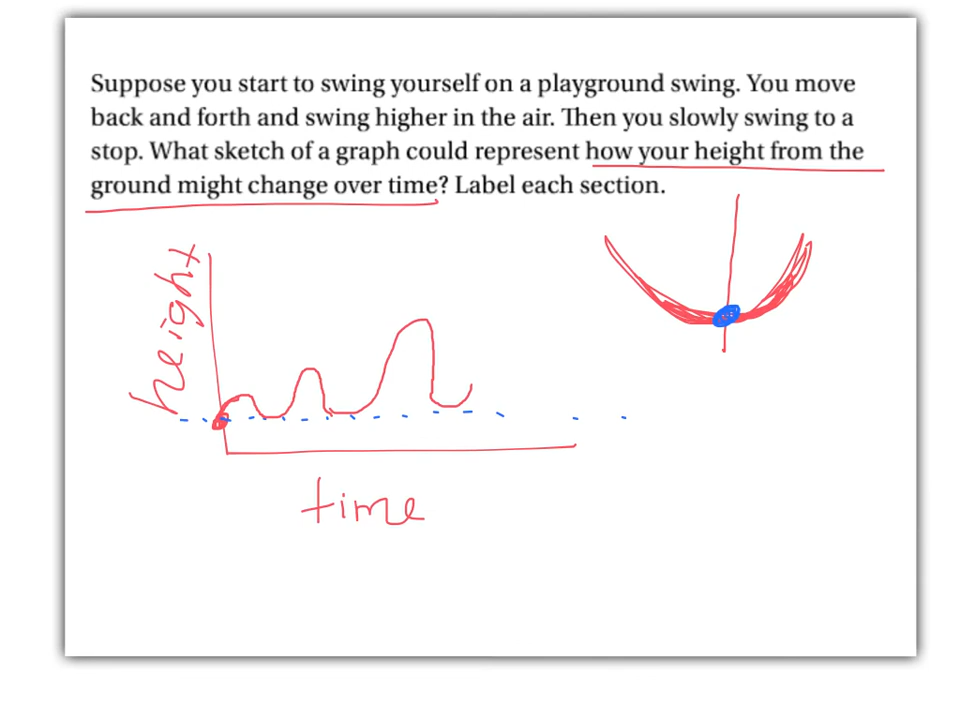 Suppose you start to swing yourself on a playground swing. You move
back and forth and swing higher in the air. Then you slowly swing to a
stop. What sketch of a graph could represent how your height from the
ground might change over time? Label each section.
height
time